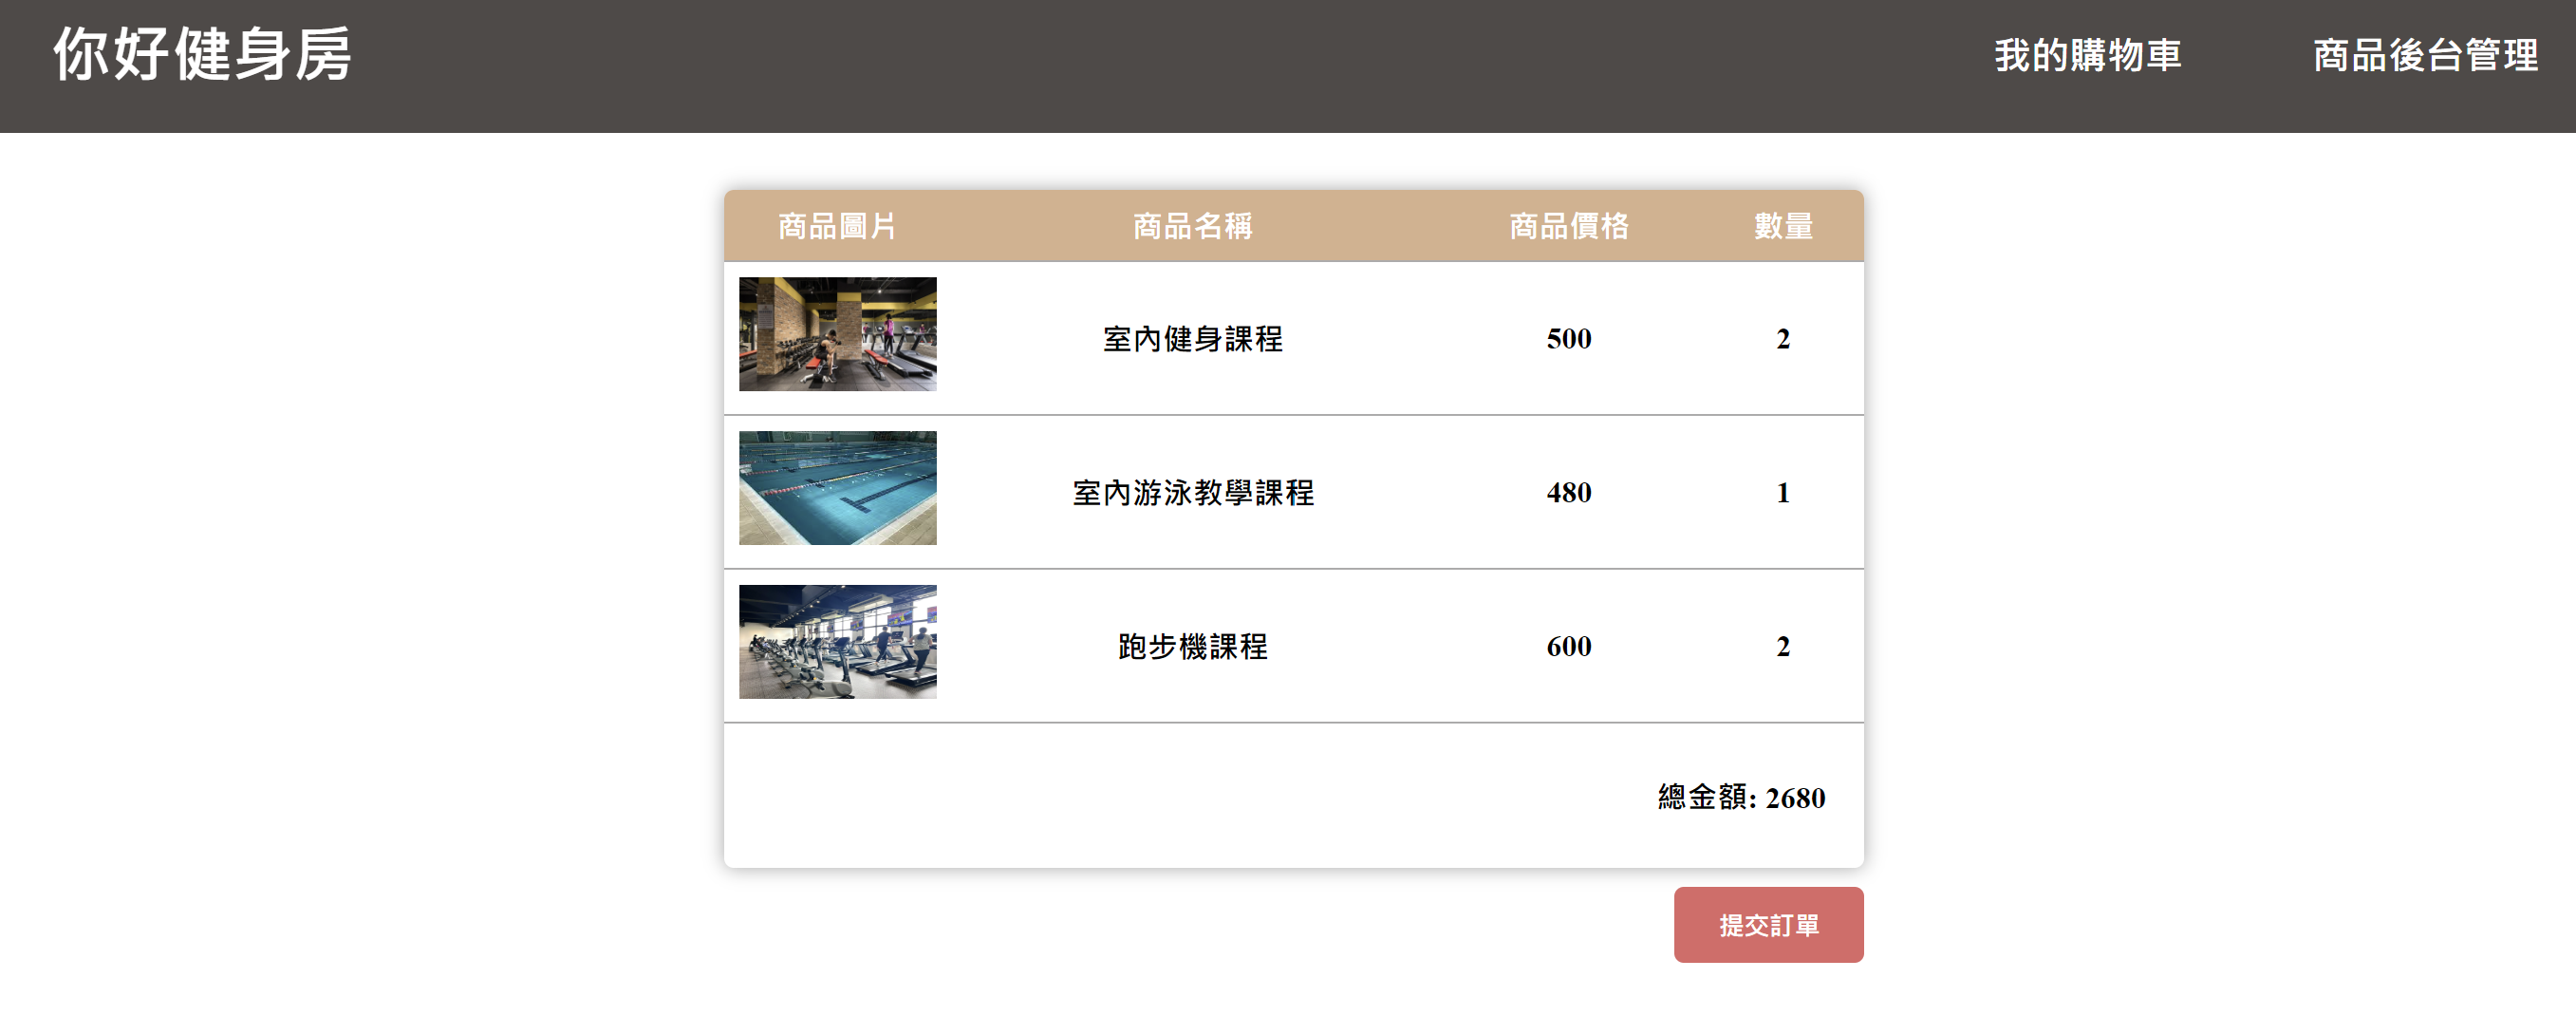 你好健身房
我的購物車 商品後台管理
商品圖片 商品名稱 商品價格 數量
室內健身課程 500 2
室內游泳教學課程 480 1
跑步機課程 600 2
總金額: 2680
提交訂單